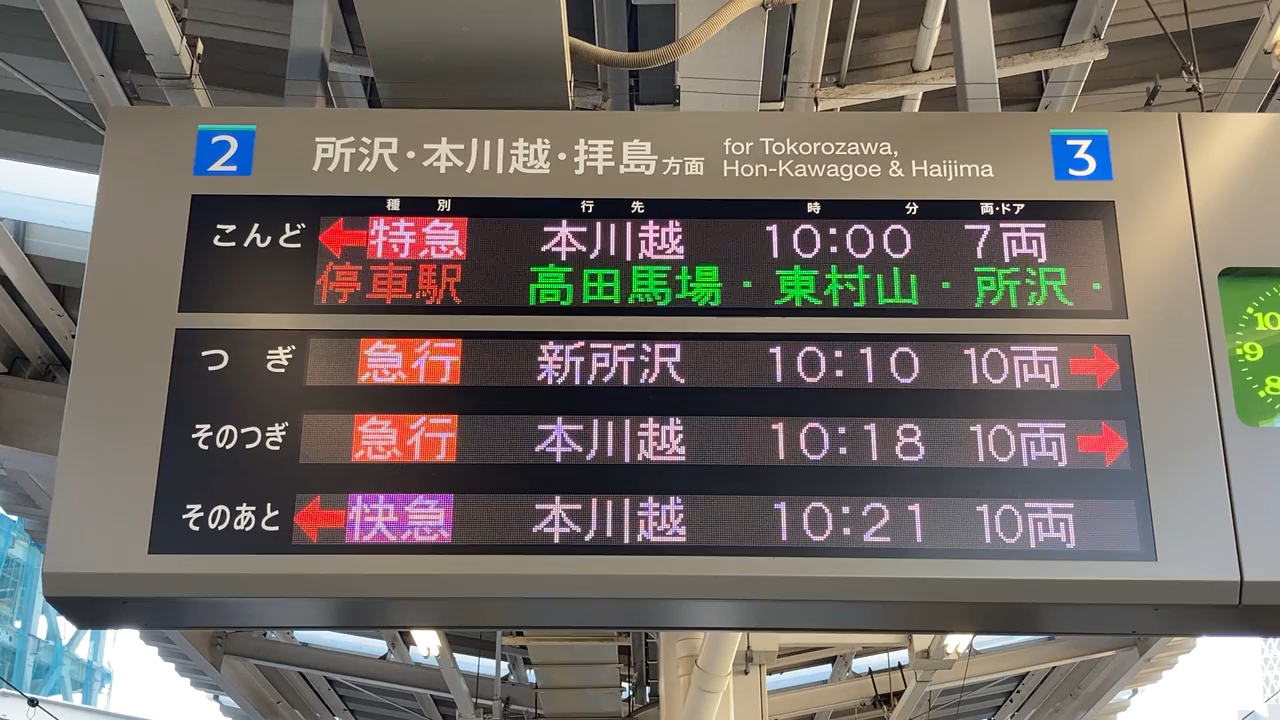 2 所沢・本川越・拝島方面 for Tokorozawa, Hon-Kawagoe & Haijima 3
種別 行先 時分 両・ドア
こんど ← 特急 本川越 10:00 7両
停車駅 高田馬場・東村山・所沢・
つぎ 急行 新所沢 10:10 10両 →
そのつぎ 急行 本川越 10:18 10両 →
そのあと ← 快急 本川越 10:21 10両
10
9
8